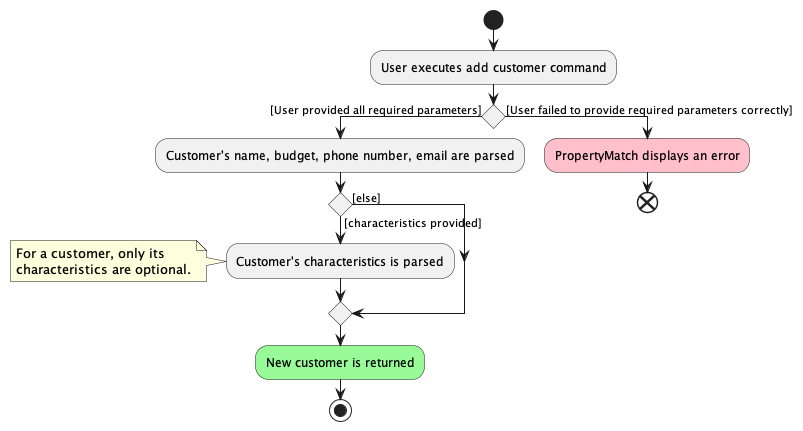 User executes add customer command
[User provided all required parameters]
[User failed to provide required parameters correctly]
Customer's name, budget, phone number, email are parsed
PropertyMatch displays an error
[else]
[characteristics provided]
For a customer, only its
characteristics are optional.
Customer's characteristics is parsed
New customer is returned